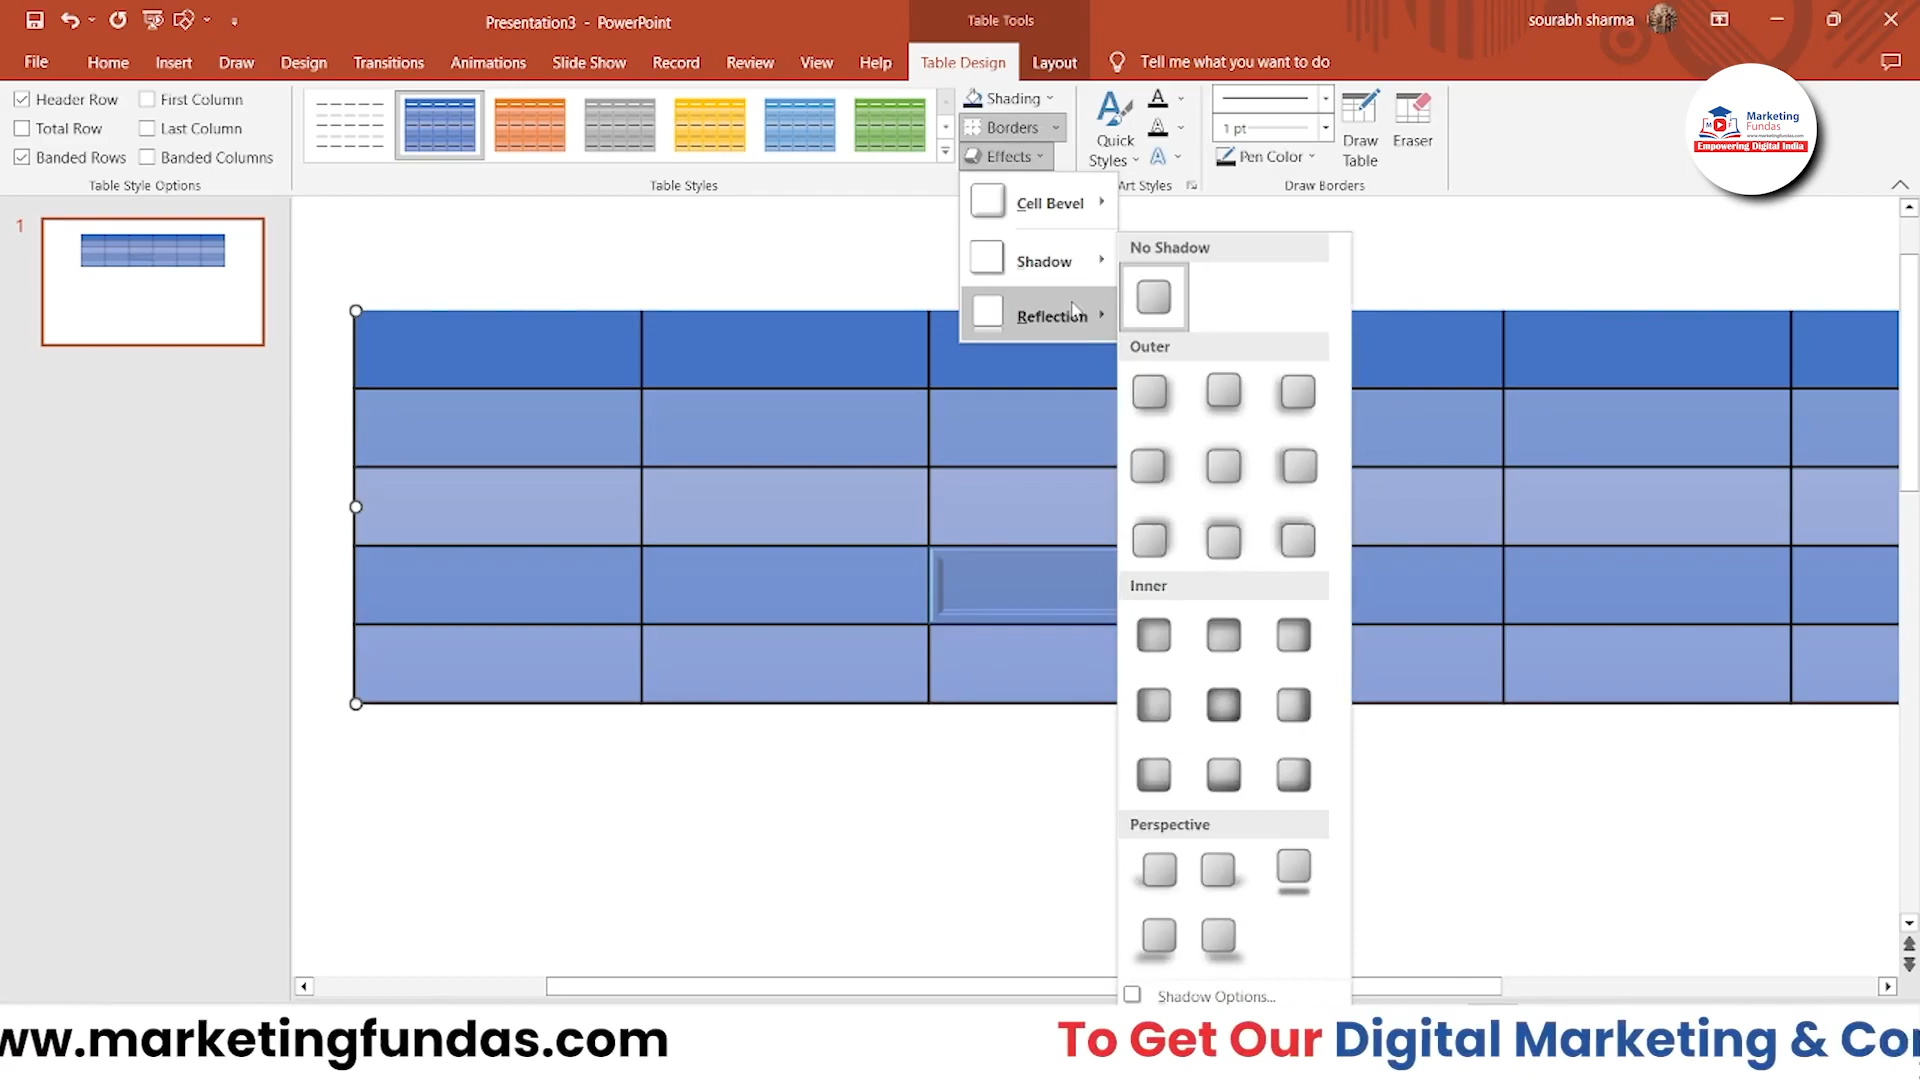 Presentation3 - PowerPoint
Table Tools
sourabh sharma
File
Home
Insert
Draw
Design
Transitions
Animations
Slide Show
Record
Review
View
Help
Table Design
Layout
Tell me what you want to do
Header Row
First Column
Total Row
Last Column
Banded Rows
Banded Columns
Table Style Options
Table Styles
Shading
Borders
Effects
Quick
Styles
Art Styles
1 pt
Pen Color
Draw
Table
Eraser
Draw Borders
Marketing
Fundas
www.marketingfundas.com
Empowering Digital India
1
Cell Bevel
Shadow
Reflection
No Shadow
Outer
Inner
Perspective
Shadow Options...
ww.marketingfundas.com
To Get Our Digital Marketing & Co